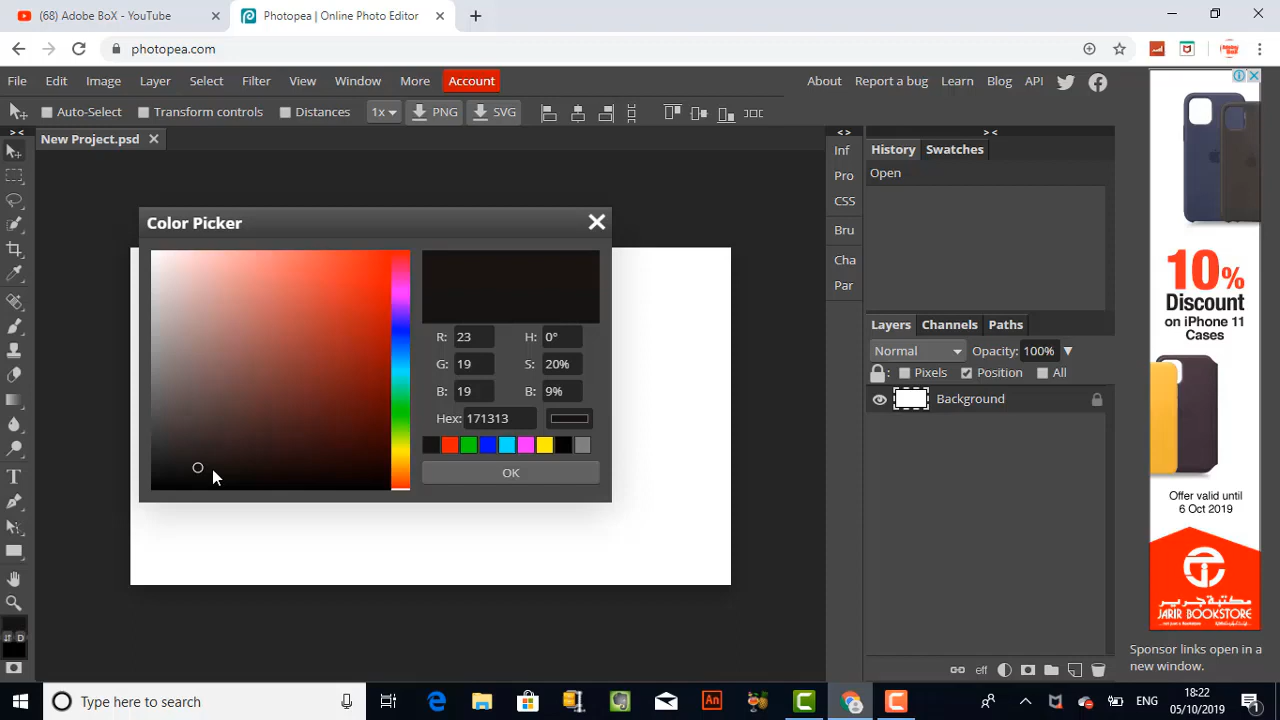 (68) Adobe BoX - YouTube
Photopea | Online Photo Editor
photopea.com
File Edit Image Layer Select Filter View Window More Account
About Report a bug Learn Blog API
Auto-Select Transform controls Distances 1x PNG SVG
New Project.psd
Inf
Pro
CSS
Bru
Cha
Par
History Swatches
Open
Color Picker
R: 23 H: 0°
G: 19 S: 20%
B: 19 B: 9%
Hex: 171313
OK
Layers Channels Paths
Normal Opacity: 100%
Pixels Position All
Background
eff
T
D
10%
Discount
on iPhone 11
Cases
Offer valid until
6 Oct 2019
مكتبة جرير
JARIR BOOKSTORE
Sponsor links open in a
new window.
Type here to search
An
ENG
18:22
05/10/2019
1